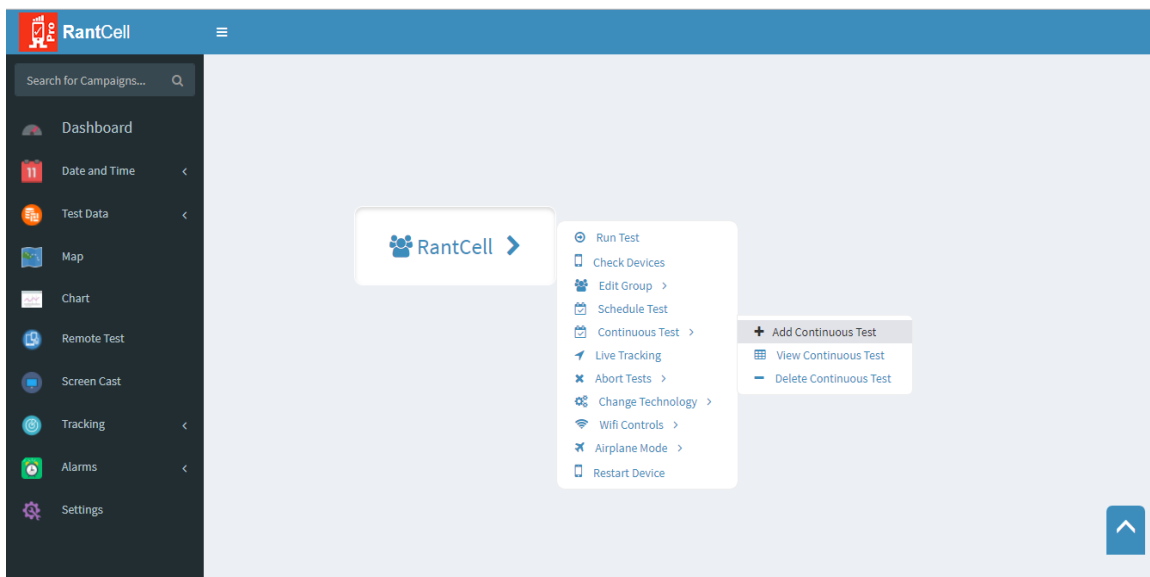 Pro
RantCell
Search for Campaigns...
Dashboard
11
Date and Time
Test Data
Map
Chart
Remote Test
Screen Cast
Tracking
Alarms
Settings
RantCell
Run Test
Check Devices
Edit Group
Schedule Test
Continuous Test
Live Tracking
Abort Tests
Change Technology
Wifi Controls
Airplane Mode
Restart Device
Add Continuous Test
View Continuous Test
Delete Continuous Test